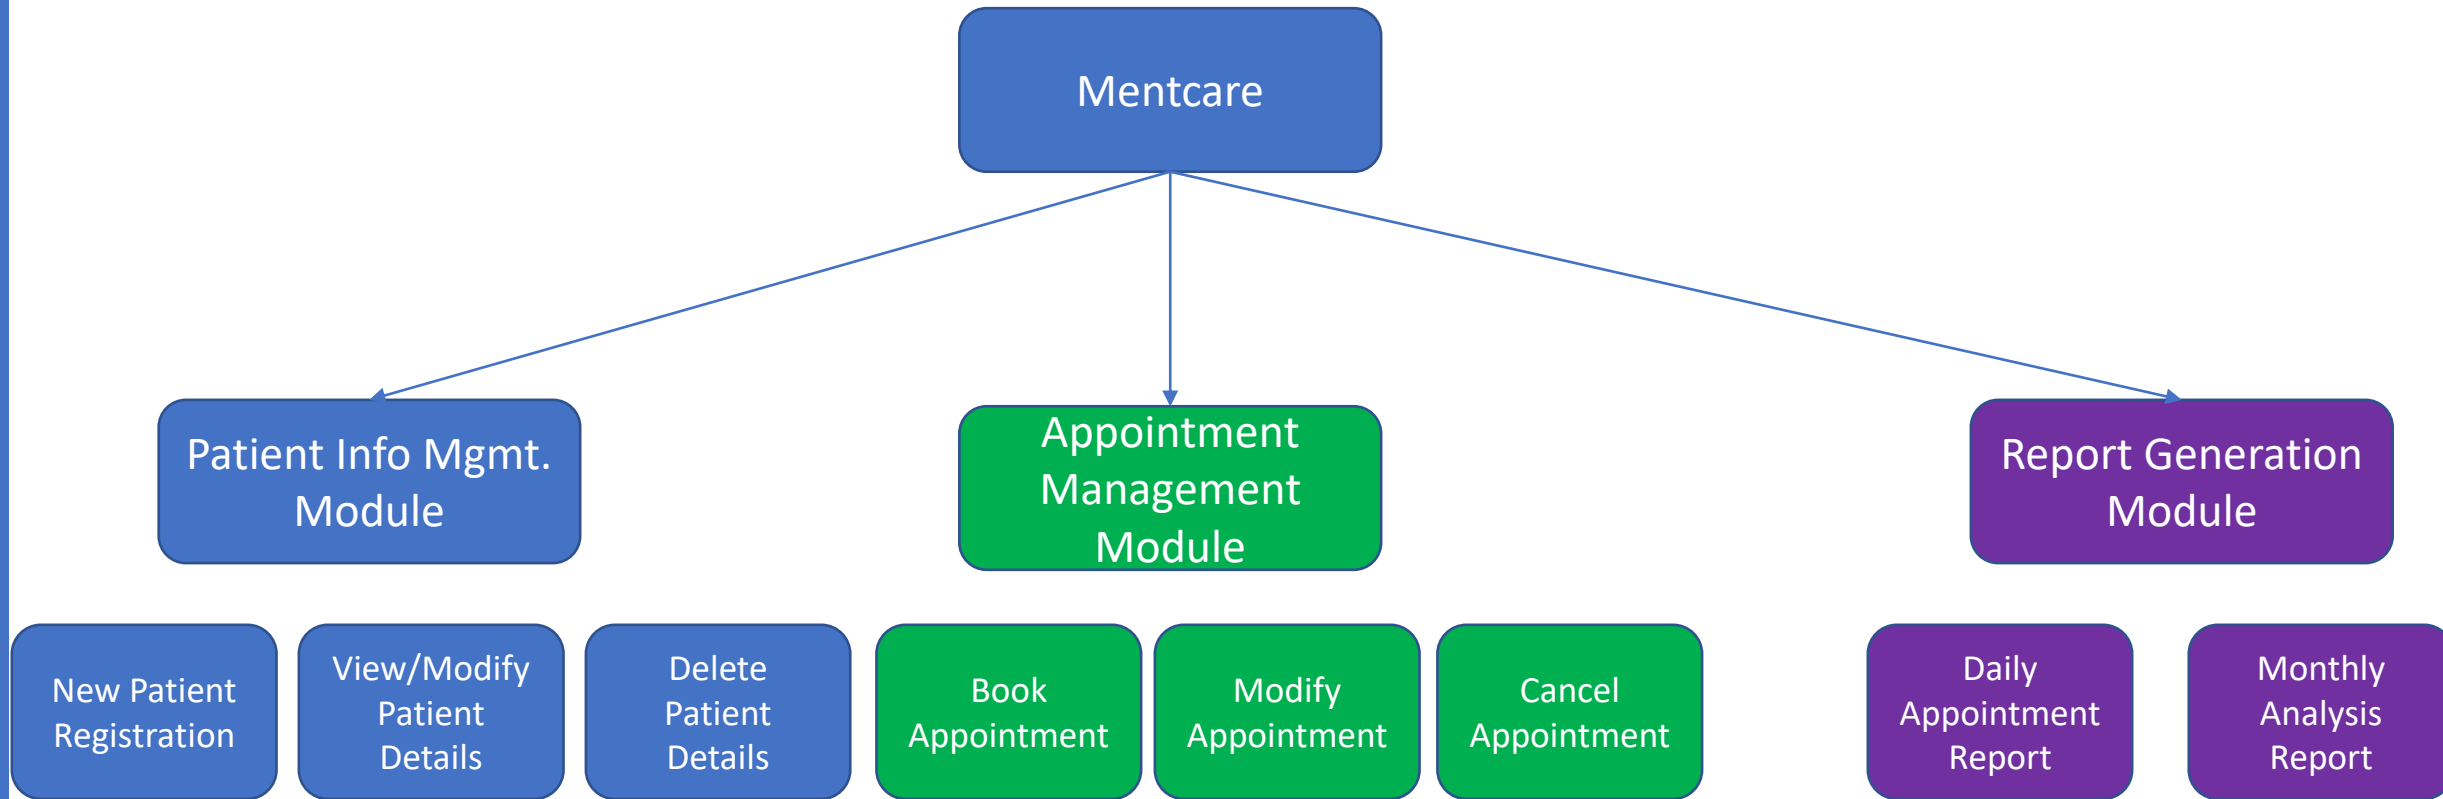 Mentcare
Patient Info Mgmt.
Module
Appointment
Management
Module
Report Generation
Module
New Patient
Registration
View/Modify
Patient
Details
Delete
Patient
Details
Book
Appointment
Modify
Appointment
Cancel
Appointment
Daily
Appointment
Report
Monthly
Analysis
Report